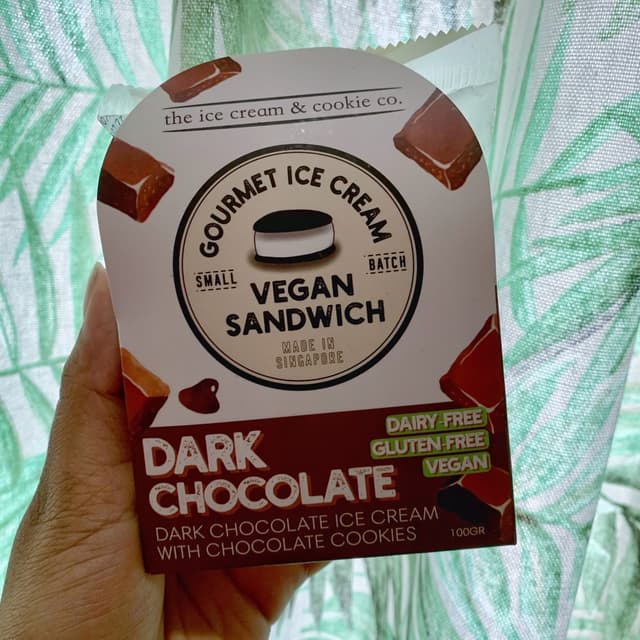 the ice cream & cookie co.
GOURMET ICE CREAM
SMALL BATCH
VEGAN
SANDWICH
MADE IN
SINGAPORE
DARK
CHOCOLATE
DAIRY FREE
GLUTEN FREE
VEGAN
DARK CHOCOLATE ICE CREAM
WITH CHOCOLATE COOKIES
100GR